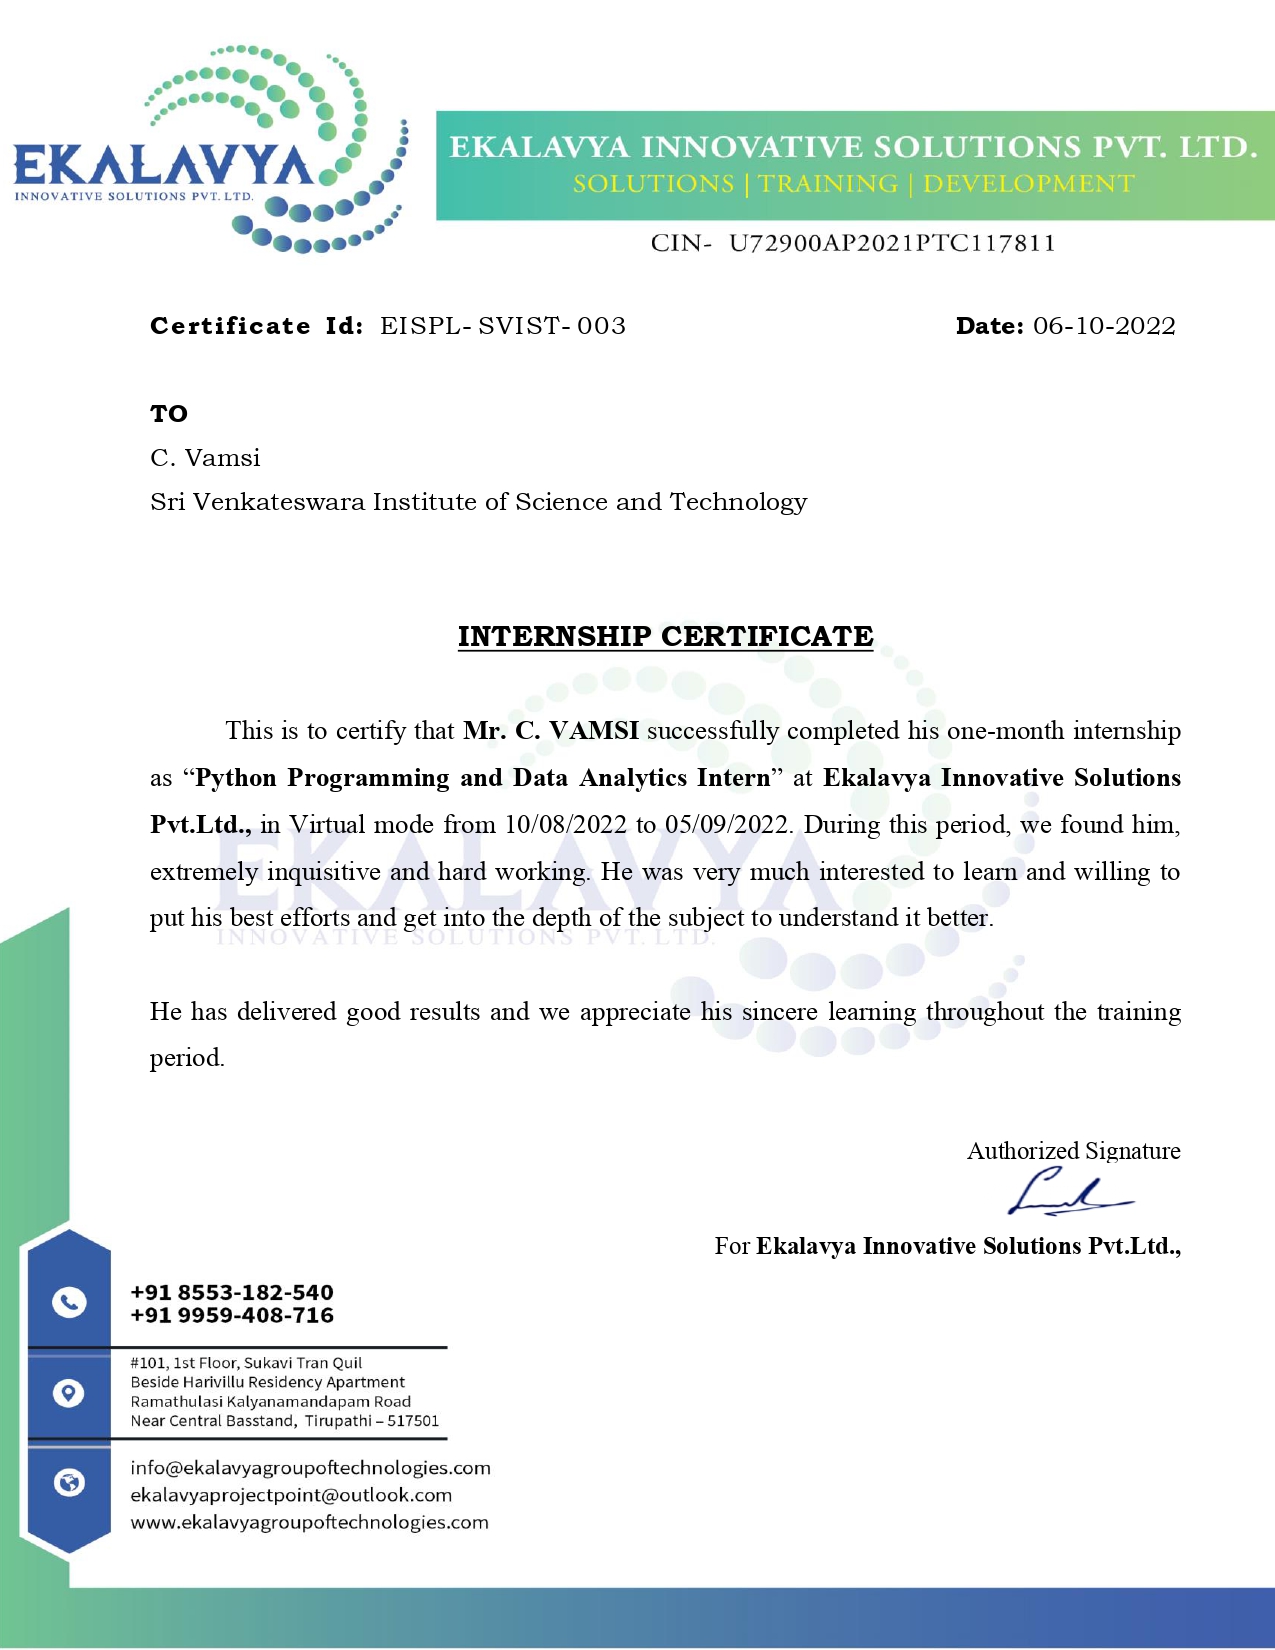 EKALAVYA
INNOVATIVE SOLUTIONS PVT. LTD.
EKALAVYA INNOVATIVE SOLUTIONS PVT. LTD.
SOLUTIONS | TRAINING | DEVELOPMENT
CIN- U72900AP2021PTC117811
Certificate Id: EISPL-SVIST-003 Date: 06-10-2022
TO
C. Vamsi
Sri Venkateswara Institute of Science and Technology
INTERNSHIP CERTIFICATE
This is to certify that Mr. C. VAMSI successfully completed his one-month internship
as “Python Programming and Data Analytics Intern” at Ekalavya Innovative Solutions
Pvt.Ltd., in Virtual mode from 10/08/2022 to 05/09/2022. During this period, we found him,
extremely inquisitive and hard working. He was very much interested to learn and willing to
put his best efforts and get into the depth of the subject to understand it better.
EKALAVYA
INNOVATIVE SOLUTIONS PVT. LTD.
He has delivered good results and we appreciate his sincere learning throughout the training
period.
Authorized Signature
For Ekalavya Innovative Solutions Pvt.Ltd.,
+91 8553-182-540
+91 9959-408-716
#101, 1st Floor, Sukavi Tran Quil
Beside Harivillu Residency Apartment
Ramathulasi Kalyanamandapam Road
Near Central Basstand, Tirupathi – 517501
info@ekalavyagroupoftechnologies.com
ekalavyaprojectpoint@outlook.com
www.ekalavyagroupoftechnologies.com